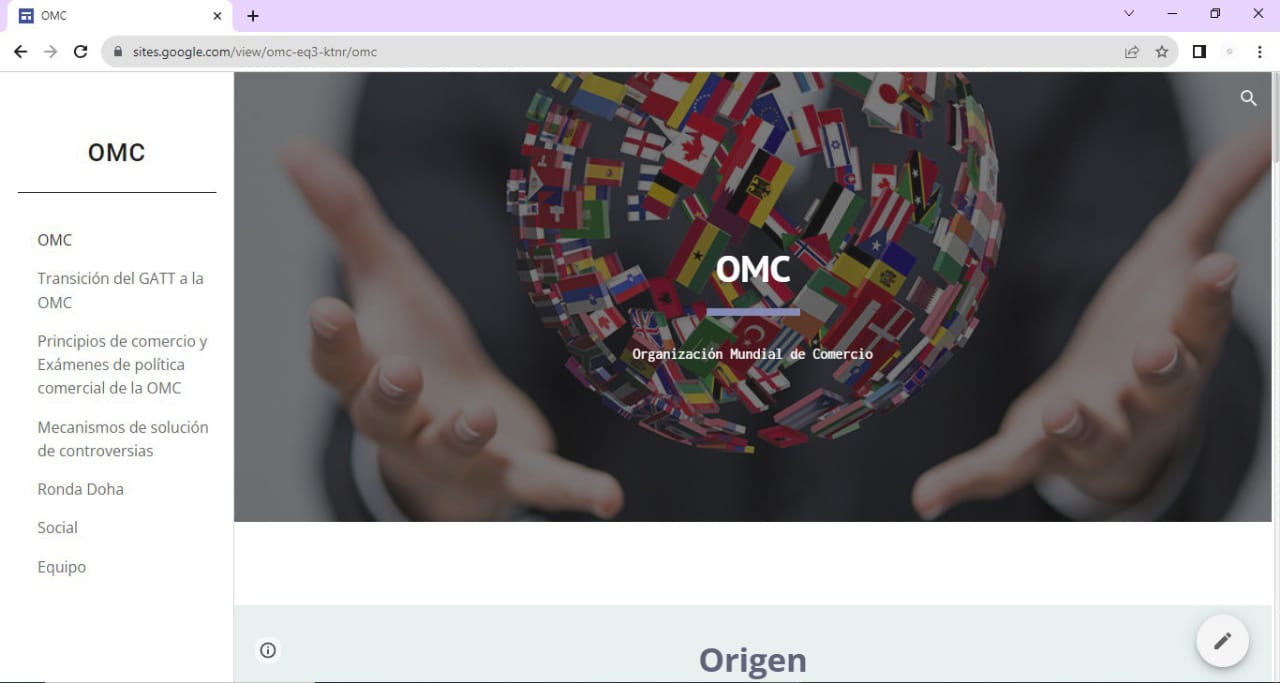 OMC
sites.google.com/view/omc-eq3-ktnr/omc
OMC
OMC
Transición del GATT a la
OMC
Principios de comercio y
Exámenes de política
comercial de la OMC
Mecanismos de solución
de controversias
Ronda Doha
Social
Equipo
OMC
Organización Mundial de Comercio
Origen